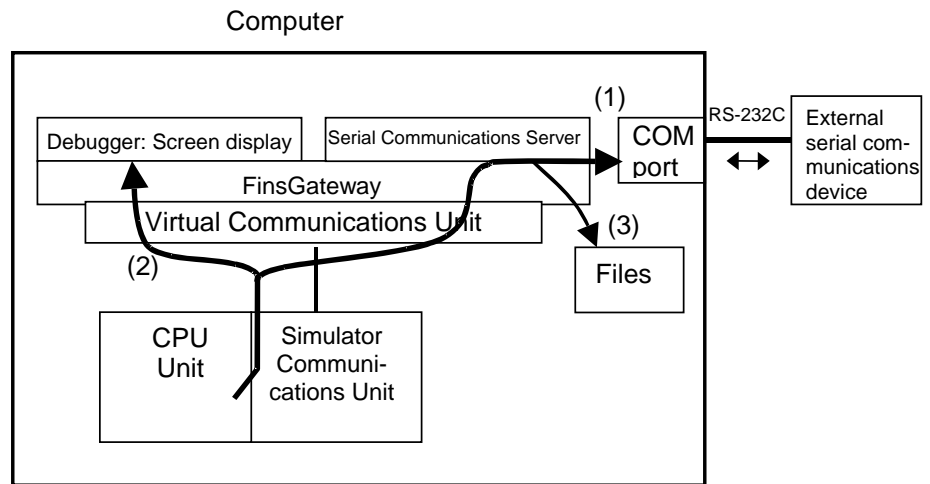 Computer
(1)
RS-232C
Debugger: Screen display
Serial Communications Server
COM
port
External
serial com-
munications
device
FinsGateway
Virtual Communications Unit
(2)
(3)
Files
CPU
Unit
Simulator
Communi-
cations Unit